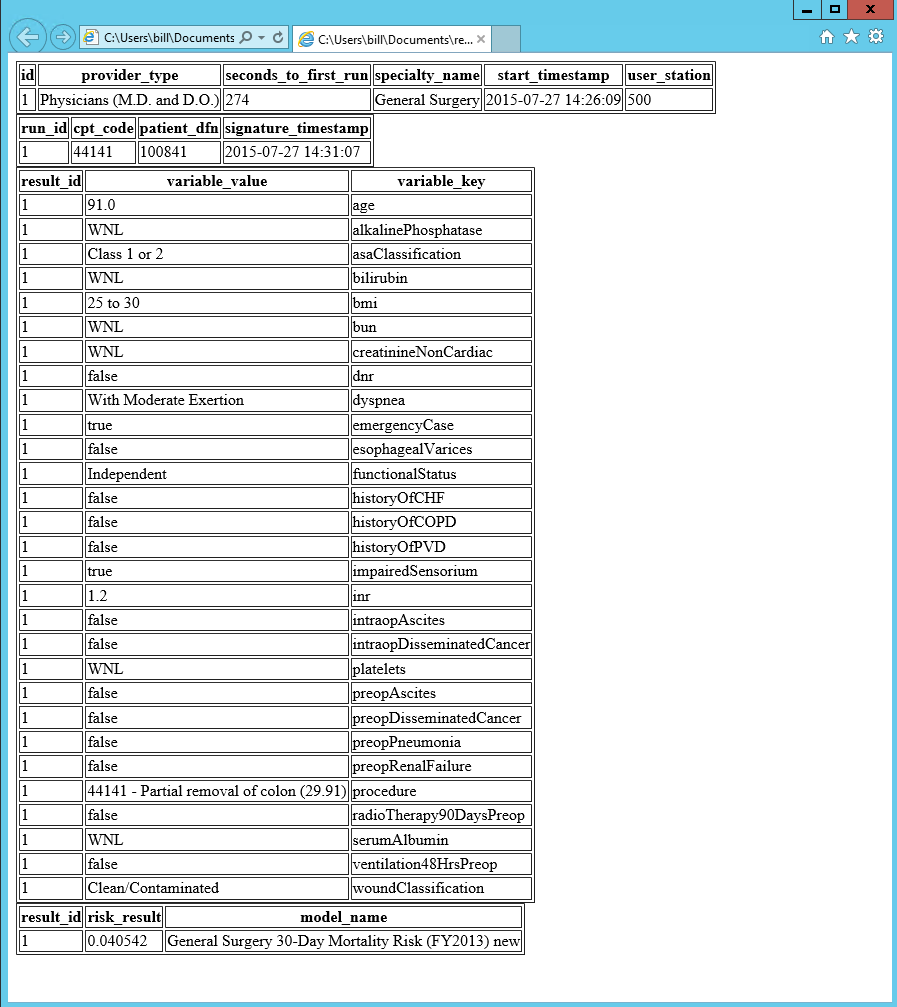 C:\Users\bill\Documents
C:\Users\bill\Documents\re...
id provider_type seconds_to_first_run specialty_name start_timestamp user_station
1 Physicians (M.D. and D.O.) 274 General Surgery 2015-07-27 14:26:09 500
run_id cpt_code patient_dfn signature_timestamp
1 44141 100841 2015-07-27 14:31:07
result_id variable_value variable_key
1 91.0 age
1 WNL alkalinePhosphatase
1 Class 1 or 2 asaClassification
1 WNL bilirubin
1 25 to 30 bmi
1 WNL bun
1 WNL creatinineNonCardiac
1 false dnr
1 With Moderate Exertion dyspnea
1 true emergencyCase
1 false esophagealVarices
1 Independent functionalStatus
1 false historyOfCHF
1 false historyOfCOPD
1 false historyOfPVD
1 true impairedSensorium
1 1.2 inr
1 false intraopAscites
1 false intraopDisseminatedCancer
1 WNL platelets
1 false preopAscites
1 false preopDisseminatedCancer
1 false preopPneumonia
1 false preopRenalFailure
1 44141 - Partial removal of colon (29.91) procedure
1 false radioTherapy90DaysPreop
1 WNL serumAlbumin
1 false ventilation48HrsPreop
1 Clean/Contaminated woundClassification
result_id risk_result model_name
1 0.040542 General Surgery 30-Day Mortality Risk (FY2013) new